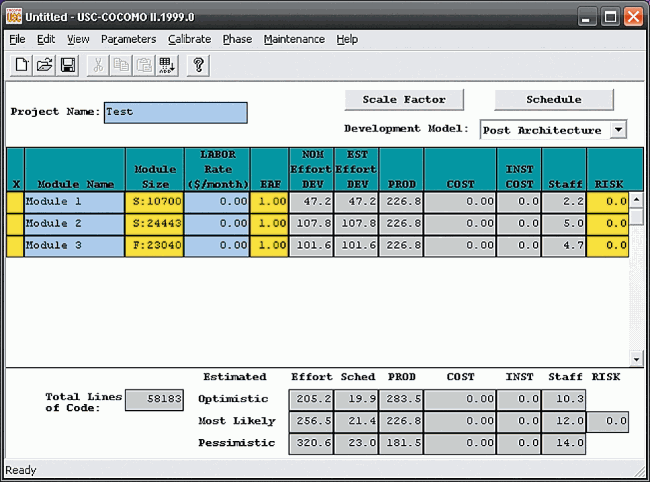 COCOMO
USC
Untitled - USC-COCOMO II.1999.0
File Edit View Parameters Calibrate Phase Maintenance Help
ADD
Scale Factor Schedule
Project Name: Test
Development Model: Post Architecture
X Module Name Module Size LABOR Rate ($/month) EAF NOM Effort DEV EST Effort DEV PROD COST INST COST Staff RISK
Module 1 S:10700 0.00 1.00 47.2 47.2 226.8 0.00 0.0 2.2 0.0
Module 2 S:24443 0.00 1.00 107.8 107.8 226.8 0.00 0.0 5.0 0.0
Module 3 F:23040 0.00 1.00 101.6 101.6 226.8 0.00 0.0 4.7 0.0
Estimated Effort Sched PROD COST INST Staff RISK
Total Lines of Code: 58183
Optimistic 205.2 19.9 283.5 0.00 0.0 10.3
Most Likely 256.5 21.4 226.8 0.00 0.0 12.0 0.0
Pessimistic 320.6 23.0 181.5 0.00 0.0 14.0
Ready